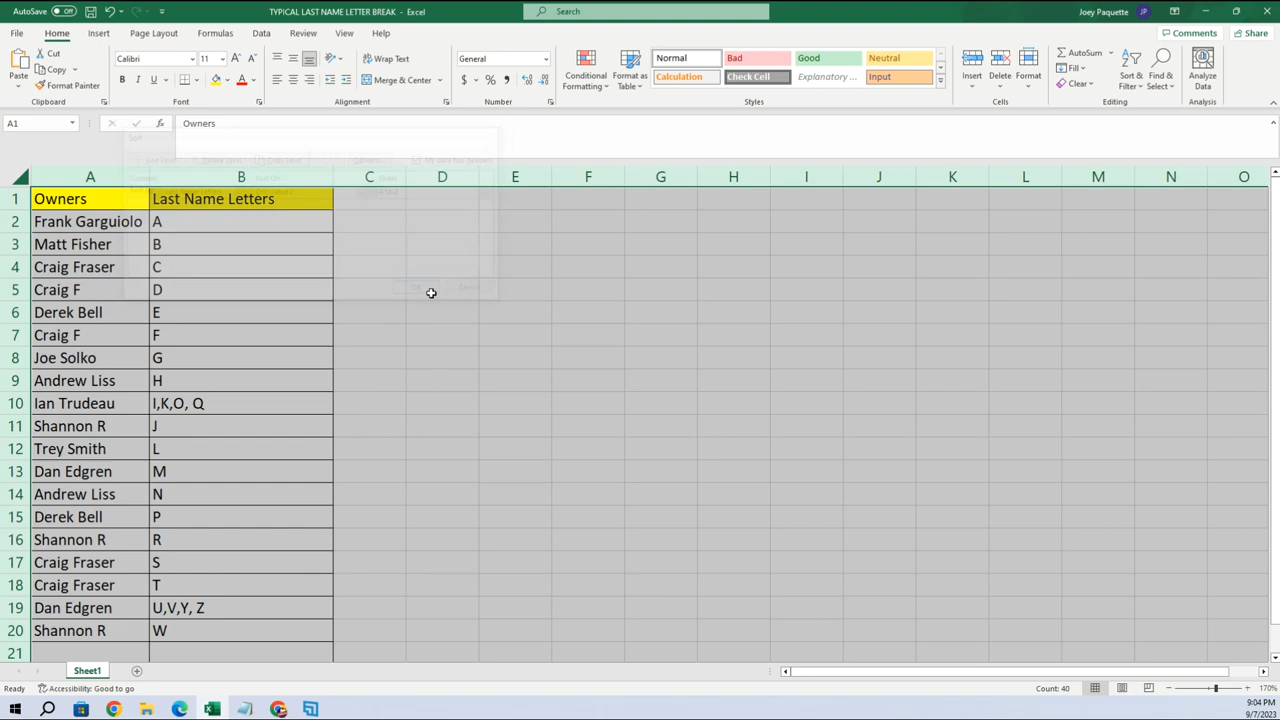 AutoSave Off TYPICAL LAST NAME LETTER BREAK - Excel Search Joey Paquette JP
File Home Insert Draw Page Layout Formulas Data Review View Help Comments Share
Paste Cut Copy Format Painter Clipboard
Calibri 11 B I U A A A Font
Wrap Text Merge & Center Alignment
General $ % 9 Number
Conditional Formatting Format as Table
Normal Bad Good Neutral
Calculation Check Cell Explanatory ... Input
Styles
Insert Delete Format Cells
AutoSum Fill Clear Sort & Filter Find & Select Editing
Analyze Data Analysis
A1 fx Owners
A B C D E F G H I J K L M N O
1 Owners Last Name Letters
2 Frank Garguiolo A
3 Matt Fisher B
4 Craig Fraser C
5 Craig F D
6 Derek Bell E
7 Craig F F
8 Joe Solko G
9 Andrew Liss H
10 Ian Trudeau I,K,O, Q
11 Shannon R J
12 Trey Smith L
13 Dan Edgren M
14 Andrew Liss N
15 Derek Bell P
16 Shannon R R
17 Craig Fraser S
18 Craig Fraser T
19 Dan Edgren U,V,Y, Z
20 Shannon R W
21
Sheet1
Ready Accessibility: Good to go Count: 40 170%
9:04 PM
9/7/2023